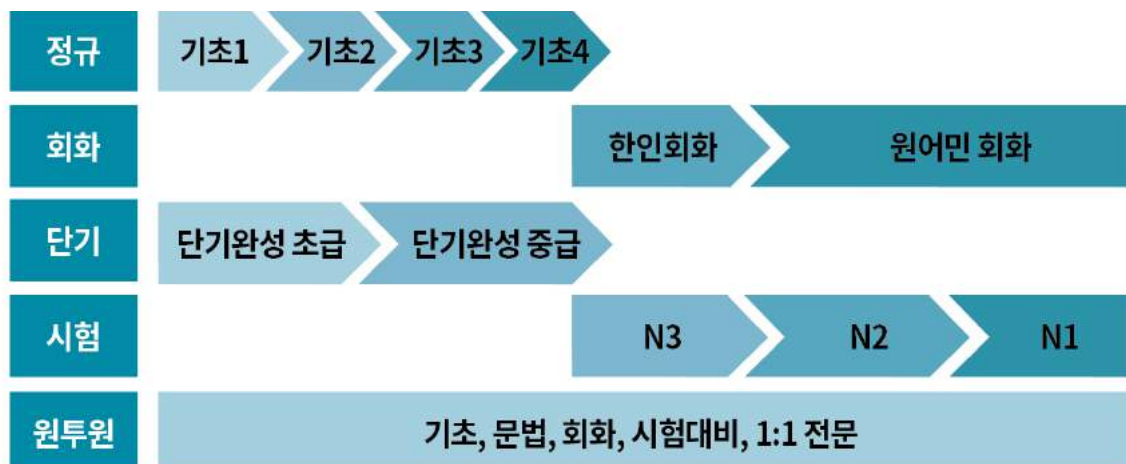 정규 기초1 기초2 기초3 기초4
회화 한인회화 원어민 회화
단기 단기완성 초급 단기완성 중급
시험 N3 N2 N1
원투원 기초, 문법, 회화, 시험대비, 1:1 전문